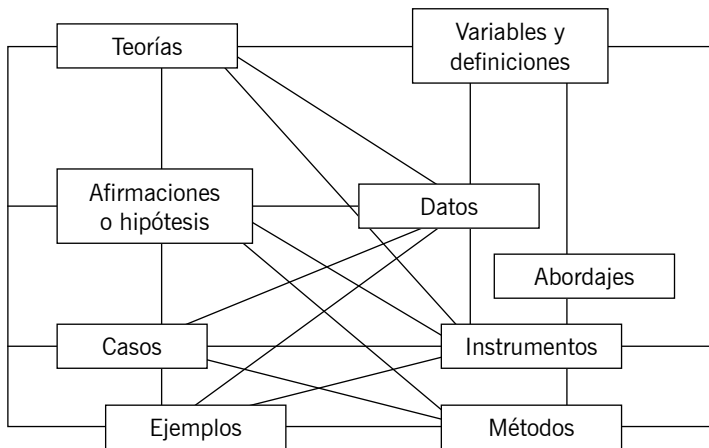 Teorías
Variables y
definiciones
Afirmaciones
o hipótesis
Datos
Abordajes
Casos
Instrumentos
Ejemplos
Métodos